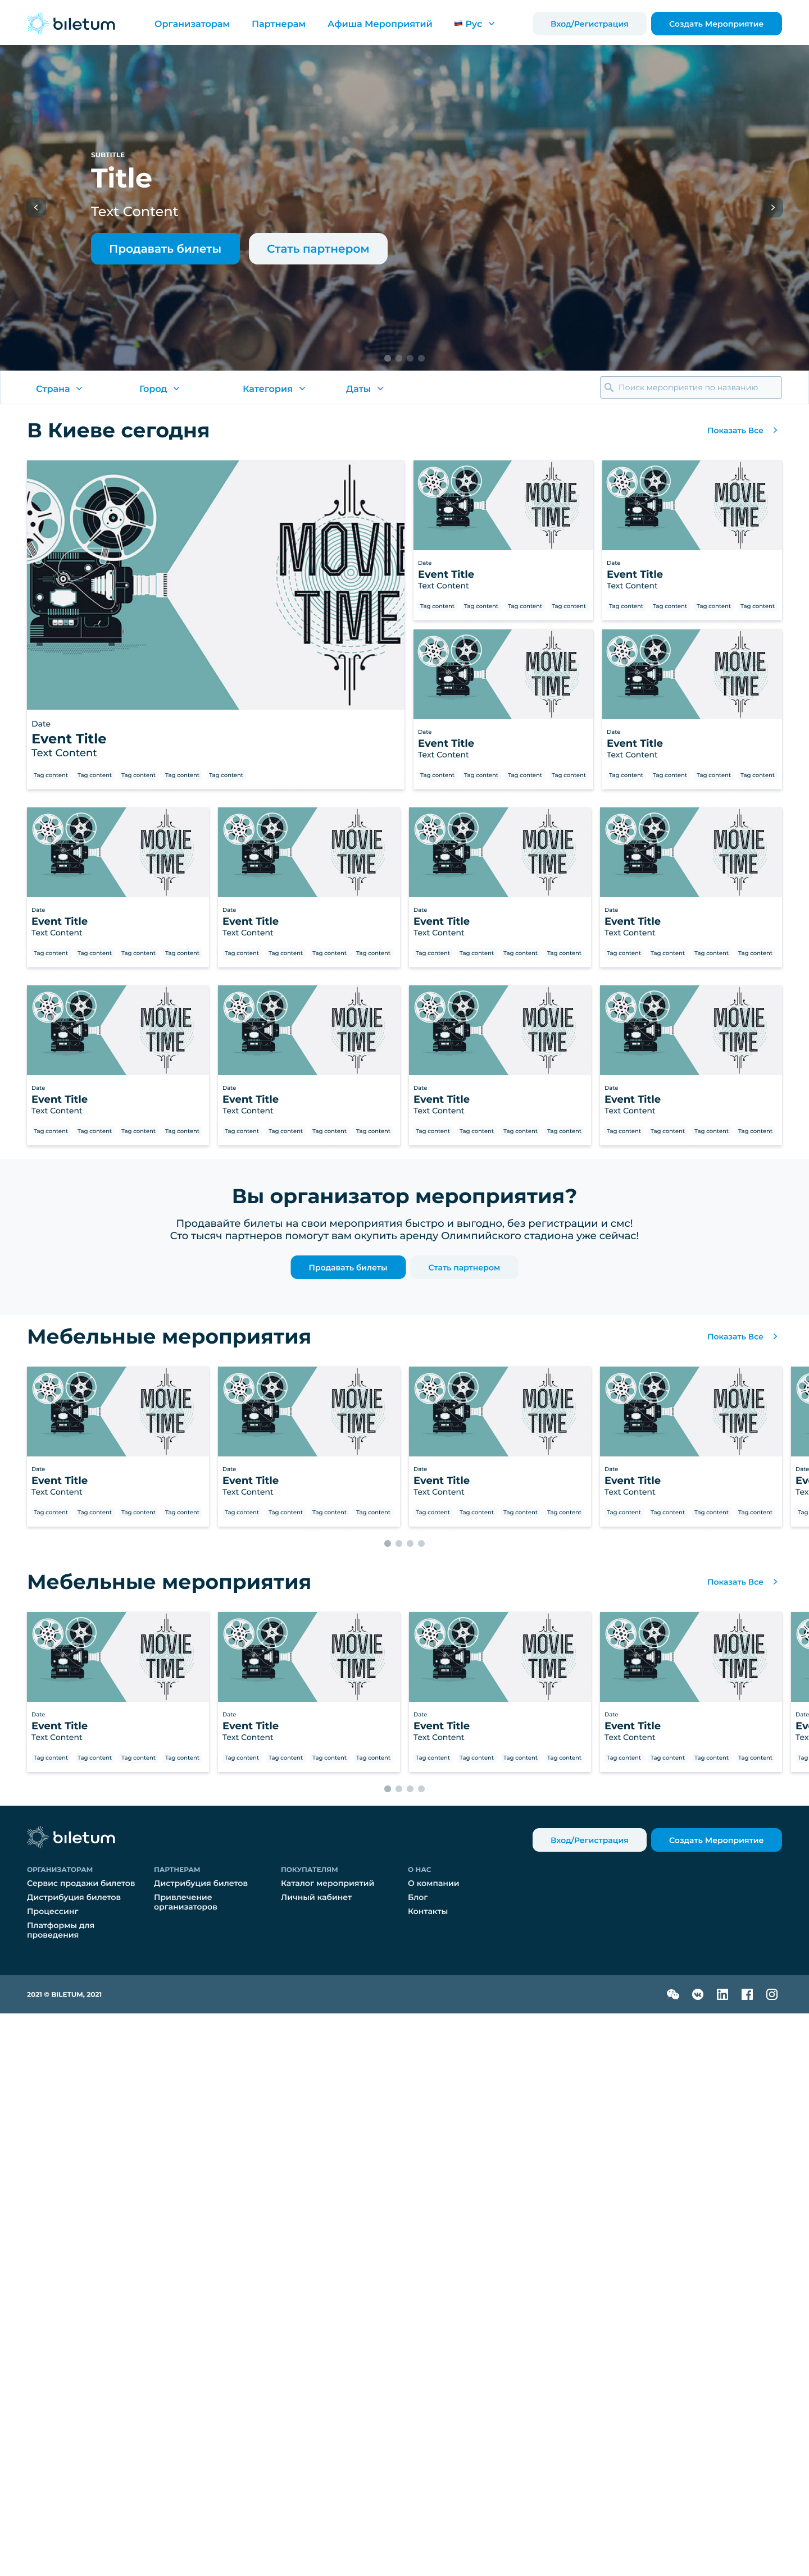 biletum
Организаторам Партнерам Афиша Мероприятий Рус Вход/Регистрация Создать Мероприятие
SUBTITLE
Title
Text Content
Продавать билеты Стать партнером
Страна Город Категория Даты Поиск мероприятия по названию
В Киеве сегодня Показать Все
MOVIE TIME
MOVIE TIME
MOVIE TIME
Date
Event Title
Text Content
Tag content Tag content Tag content Tag content
Date
Event Title
Text Content
Tag content Tag content Tag content Tag content
MOVIE TIME
MOVIE TIME
Date
Event Title
Text Content
Tag content Tag content Tag content Tag content Tag content
Date
Event Title
Text Content
Tag content Tag content Tag content Tag content
Date
Event Title
Text Content
Tag content Tag content Tag content Tag content
MOVIE TIME
MOVIE TIME
MOVIE TIME
MOVIE TIME
Date Date Date Date
Event Title Event Title Event Title Event Title
Text Content Text Content Text Content Text Content
Tag content Tag content Tag content Tag content Tag content Tag content Tag content Tag content Tag content Tag content Tag content Tag content Tag content Tag content Tag content Tag content
MOVIE TIME
MOVIE TIME
MOVIE TIME
MOVIE TIME
Date Date Date Date
Event Title Event Title Event Title Event Title
Text Content Text Content Text Content Text Content
Tag content Tag content Tag content Tag content Tag content Tag content Tag content Tag content Tag content Tag content Tag content Tag content Tag content Tag content Tag content Tag content
Вы организатор мероприятия?
Продавайте билеты на свои мероприятия быстро и выгодно, без регистрации и смс!
Сто тысяч партнеров помогут вам окупить аренду Олимпийского стадиона уже сейчас!
Продавать билеты Стать партнером
Мебельные мероприятия Показать Все
MOVIE TIME
MOVIE TIME
MOVIE TIME
MOVIE TIME
Date Date Date Date Date
Event Title Event Title Event Title Event Title Ev
Text Content Text Content Text Content Text Content Tex
Tag content Tag content Tag content Tag content Tag content Tag content Tag content Tag content Tag content Tag content Tag content Tag content Tag content Tag content Tag content Tag content Tag
Мебельные мероприятия Показать Все
MOVIE TIME
MOVIE TIME
MOVIE TIME
MOVIE TIME
Date Date Date Date Date
Event Title Event Title Event Title Event Title Ev
Text Content Text Content Text Content Text Content Tex
Tag content Tag content Tag content Tag content Tag content Tag content Tag content Tag content Tag content Tag content Tag content Tag content Tag content Tag content Tag content Tag content Tag
biletum Вход/Регистрация Создать Мероприятие
ОРГАНИЗАТОРАМ
Сервис продажи билетов
Дистрибуция билетов
Процессинг
Платформы для
проведения
ПАРТНЕРАМ
Дистрибуция билетов
Привлечение
организаторов
ПОКУПАТЕЛЯМ
Каталог мероприятий
Личный кабинет
О НАС
О компании
Блог
Контакты
2021 © BILETUM, 2021